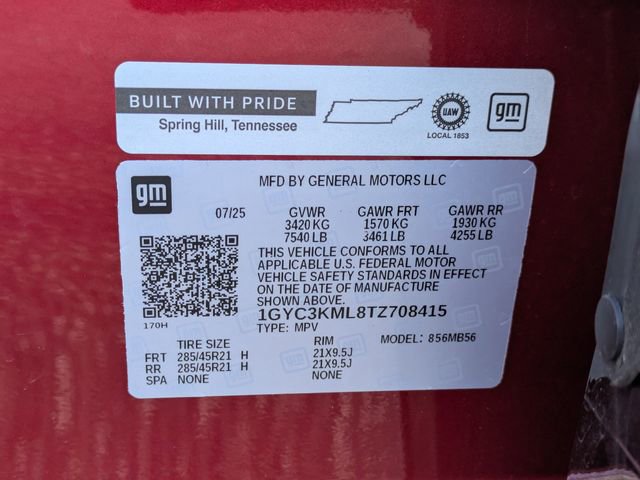 BUILT WITH PRIDE
Spring Hill, Tennessee
UAW
LOCAL 1853
gm
gm
MFD BY GENERAL MOTORS LLC
07/25 GVWR GAWR FRT GAWR RR
3420 KG 1570 KG 1930 KG
7540 LB 3461 LB 4255 LB
THIS VEHICLE CONFORMS TO ALL
APPLICABLE U.S. FEDERAL MOTOR
VEHICLE SAFETY STANDARDS IN EFFECT
ON THE DATE OF MANUFACTURE
SHOWN ABOVE.
1GYC3KML8TZ708415
170H
TYPE: MPV MODEL: 856MB56
TIRE SIZE RIM
FRT 285/45R21 H 21X9.5J
RR 285/45R21 H 21X9.5J
SPA NONE NONE